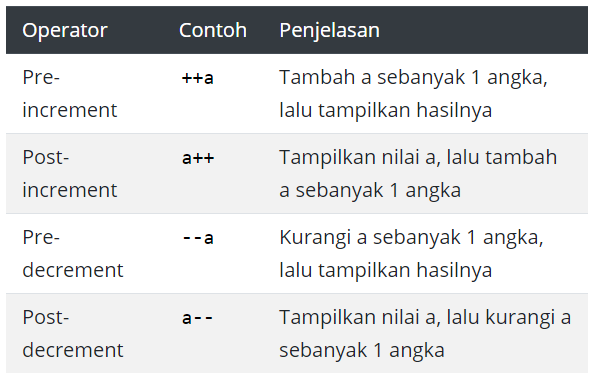 Operator Contoh Penjelasan
Pre- ++a Tambah a sebanyak 1 angka,
increment lalu tampilkan hasilnya
Post- a++ Tampilkan nilai a, lalu tambah
increment a sebanyak 1 angka
Pre- --a Kurangi a sebanyak 1 angka,
decrement lalu tampilkan hasilnya
Post- a-- Tampilkan nilai a, lalu kurangi a
decrement sebanyak 1 angka